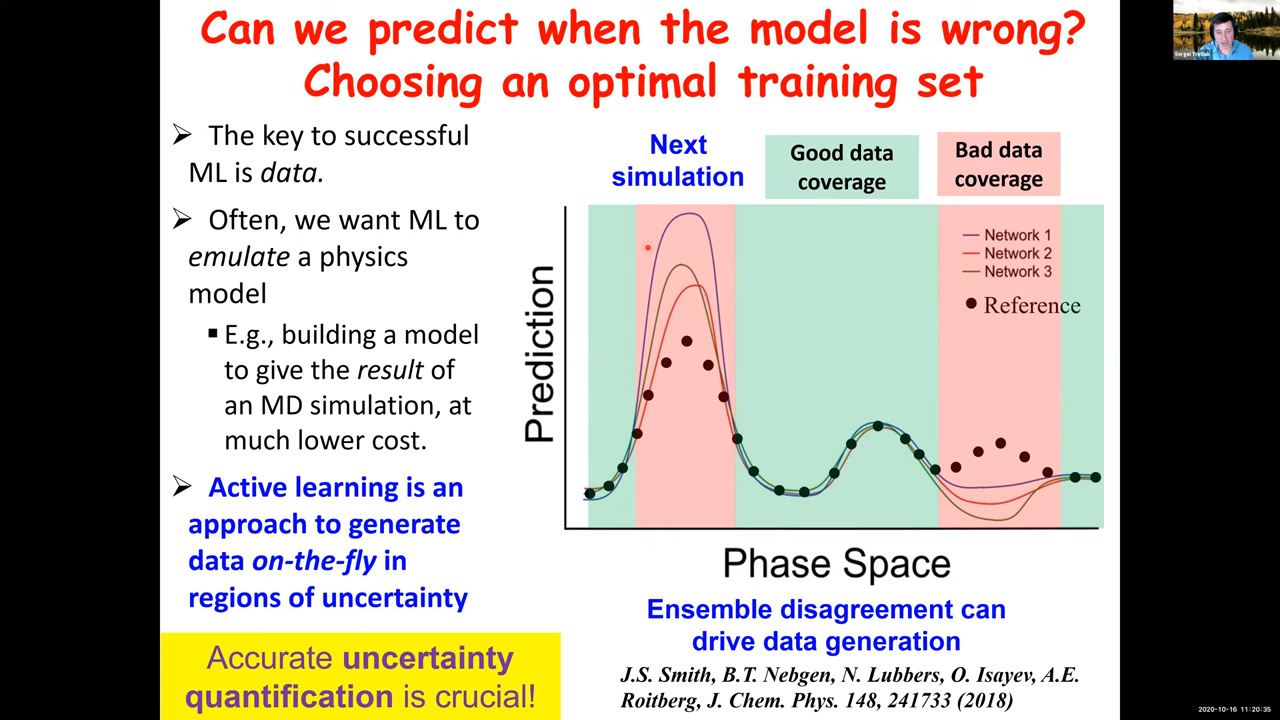 Can we predict when the model is wrong?
Choosing an optimal training set
➢ The key to successful
ML is data.
➢ Often, we want ML to
emulate a physics
model
▪ E.g., building a model
to give the result of
an MD simulation, at
much lower cost.
➢ Active learning is an
approach to generate
data on-the-fly in
regions of uncertainty
Accurate uncertainty
quantification is crucial!
Next
simulation
Good data
coverage
Bad data
coverage
Network 1
Network 2
Network 3
Reference
Prediction
Phase Space
Ensemble disagreement can
drive data generation
J.S. Smith, B.T. Nebgen, N. Lubbers, O. Isayev, A.E.
Roitberg, J. Chem. Phys. 148, 241733 (2018)
Sergei Tretiak
2020-10-16 11:20:35